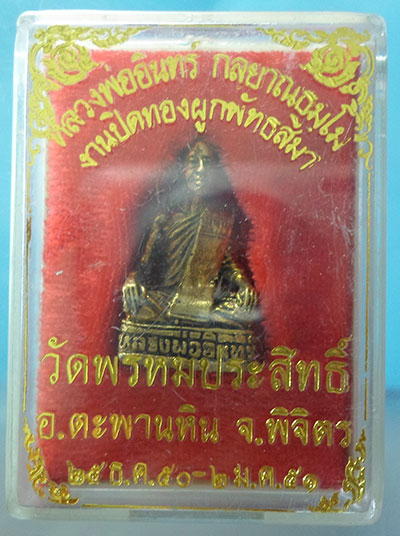 หลวงพ่ออินทร์ กลยาณธมฺโม
งานปิดทองผูกพัทธสีมา
หลวงพ่ออินทร์
วัดพรหมประสิทธิ์
อ.ตะพานหิน จ.พิจิตร
๒๕ ธ.ค.๕๐-๒ ม.ค.๕๑